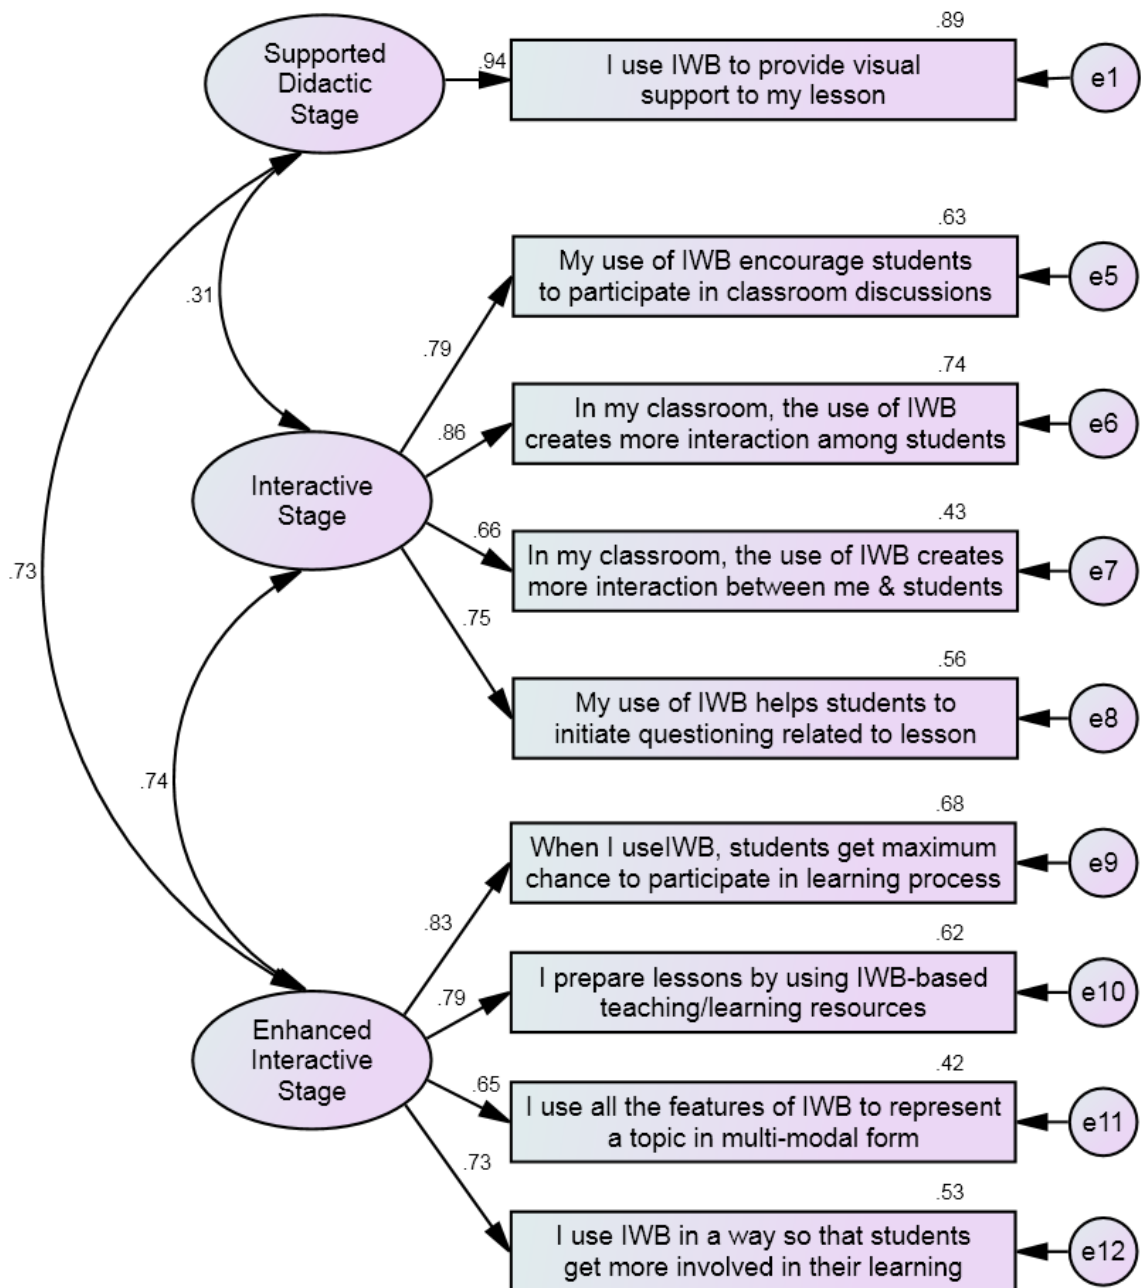 .89
Supported
Didactic
Stage
.94
I use IWB to provide visual
support to my lesson
e1
.63
My use of IWB encourage students
to participate in classroom discussions
e5
.31
.79
.74
In my classroom, the use of IWB
creates more interaction among students
e6
.86
Interactive
Stage
.43
.66
In my classroom, the use of IWB creates
more interaction between me & students
e7
.73
.75
.56
My use of IWB helps students to
initiate questioning related to lesson
e8
.74
.68
When I useIWB, students get maximum
chance to participate in learning process
e9
.83
.62
I prepare lessons by using IWB-based
teaching/learning resources
e10
.79
Enhanced
Interactive
Stage
.42
.65
I use all the features of IWB to represent
a topic in multi-modal form
e11
.73
.53
I use IWB in a way so that students
get more involved in their learning
e12